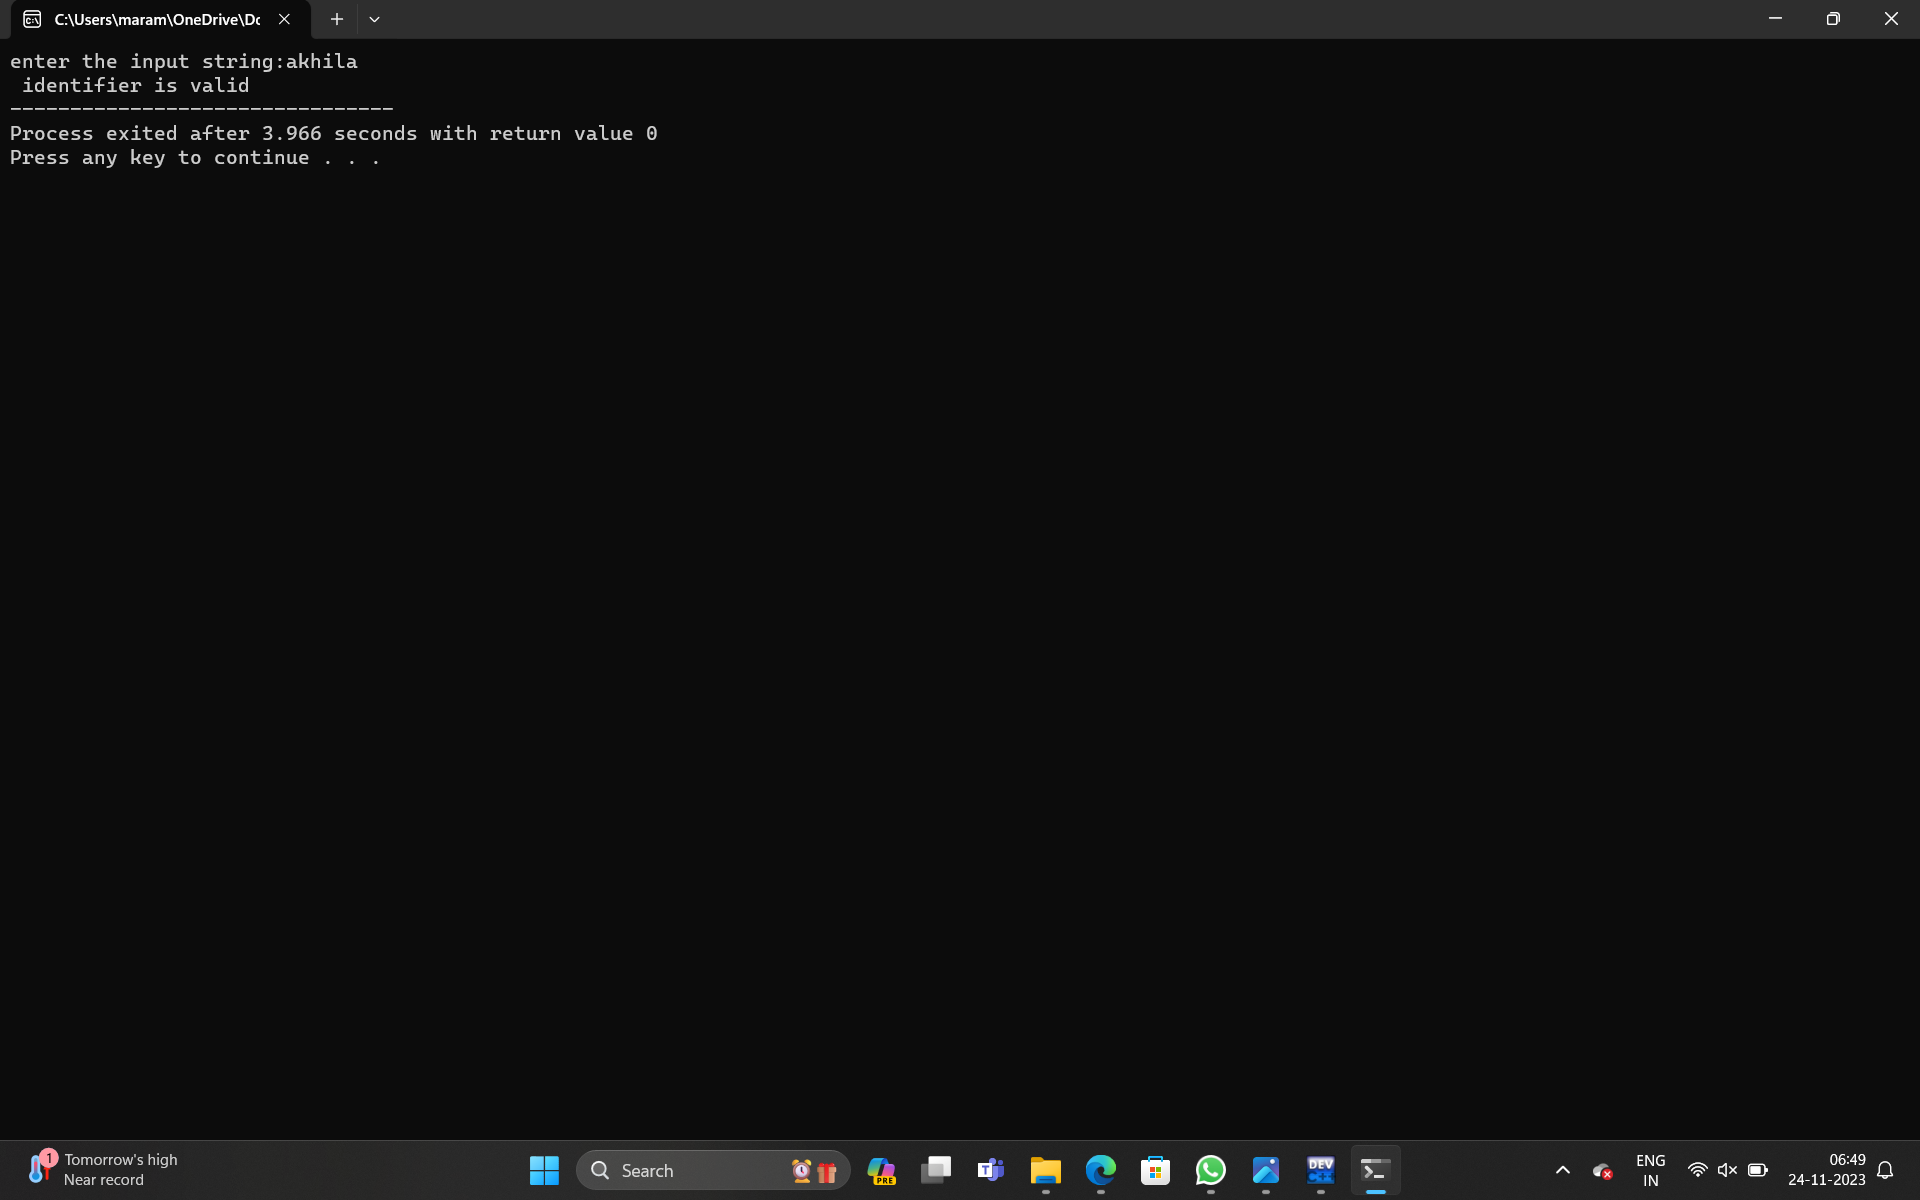 C:\Users\maram\OneDrive\Do
enter the input string:akhila
 identifier is valid
--------------------------------
Process exited after 3.966 seconds with return value 0
Press any key to continue . . .
1
Tomorrow's high
Near record
Search
PRE
T
DEV
C++
ENG
IN
06:49
24-11-2023